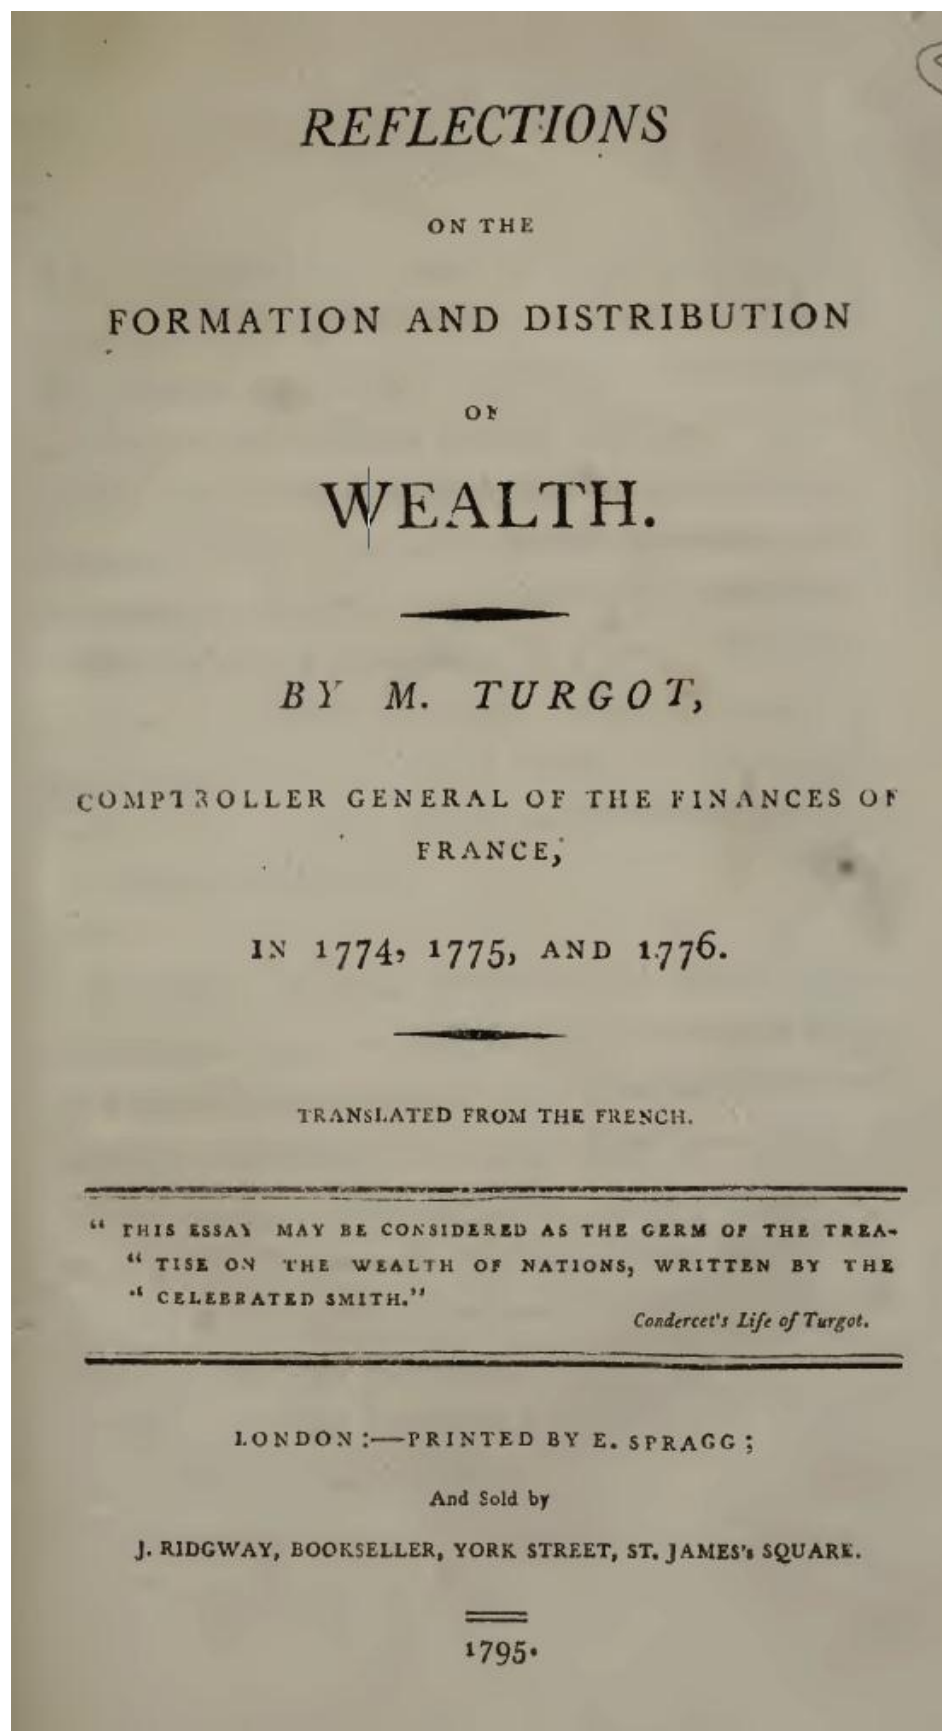 REFLECTIONS
ON THE
FORMATION AND DISTRIBUTION
OF
WEALTH.
BY M. TURGOT,
COMPTROLLER GENERAL OF THE FINANCES OF
FRANCE,
IN 1774, 1775, AND 1776.
TRANSLATED FROM THE FRENCH.
“ THIS ESSAY MAY BE CONSIDERED AS THE GERM OF THE TREA-
“ TISE ON THE WEALTH OF NATIONS, WRITTEN BY THE
“ CELEBRATED SMITH.”
Condercet's Life of Turgot.
LONDON:—PRINTED BY E. SPRAGG;
And Sold by
J. RIDGWAY, BOOKSELLER, YORK STREET, ST. JAMES's SQUARE.
1795.